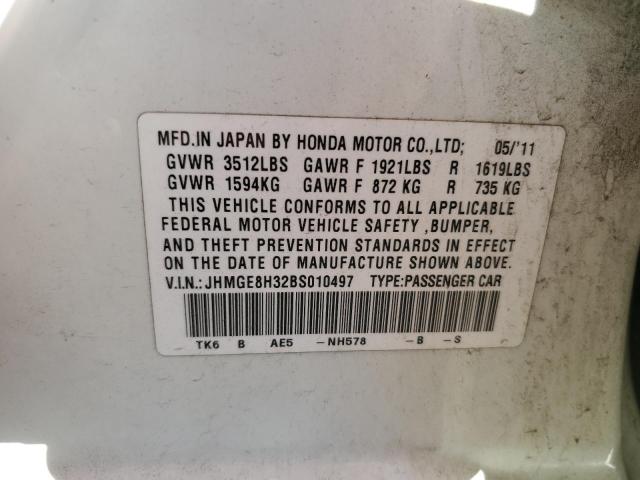 MFD.IN JAPAN BY HONDA MOTOR CO.,LTD; 05/'11
GVWR 3512LBS GAWR F 1921LBS R 1619LBS
GVWR 1594KG GAWR F 872 KG R 735 KG
THIS VEHICLE CONFORMS TO ALL APPLICABLE
FEDERAL MOTOR VEHICLE SAFETY ,BUMPER,
AND THEFT PREVENTION STANDARDS IN EFFECT
ON THE DATE OF MANUFACTURE SHOWN ABOVE.
V.I.N.:JHMGE8H32BS010497 TYPE:PASSENGER CAR
TK6 B AE5 -NH578 -B -S